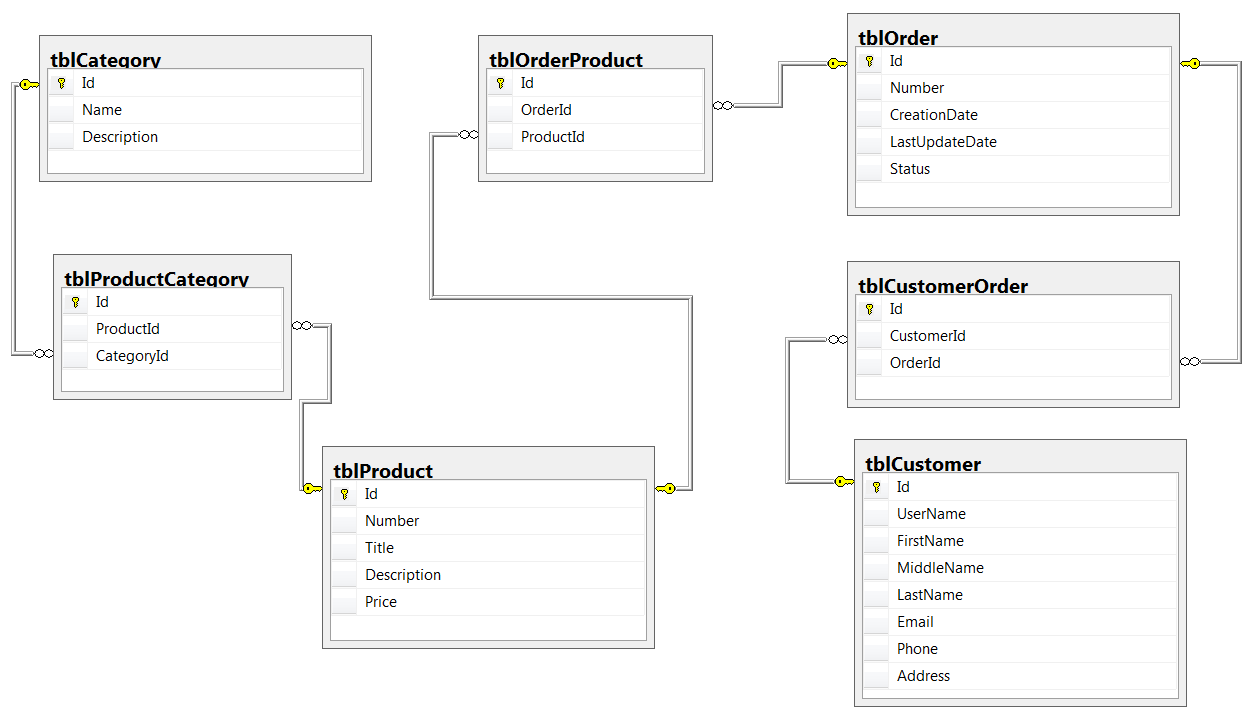 tblCategory
Id
Name
Description
tblOrderProduct
Id
OrderId
ProductId
tblOrder
Id
Number
CreationDate
LastUpdateDate
Status
tblProductCategory
Id
ProductId
CategoryId
tblCustomerOrder
Id
CustomerId
OrderId
tblProduct
Id
Number
Title
Description
Price
tblCustomer
Id
UserName
FirstName
MiddleName
LastName
Email
Phone
Address